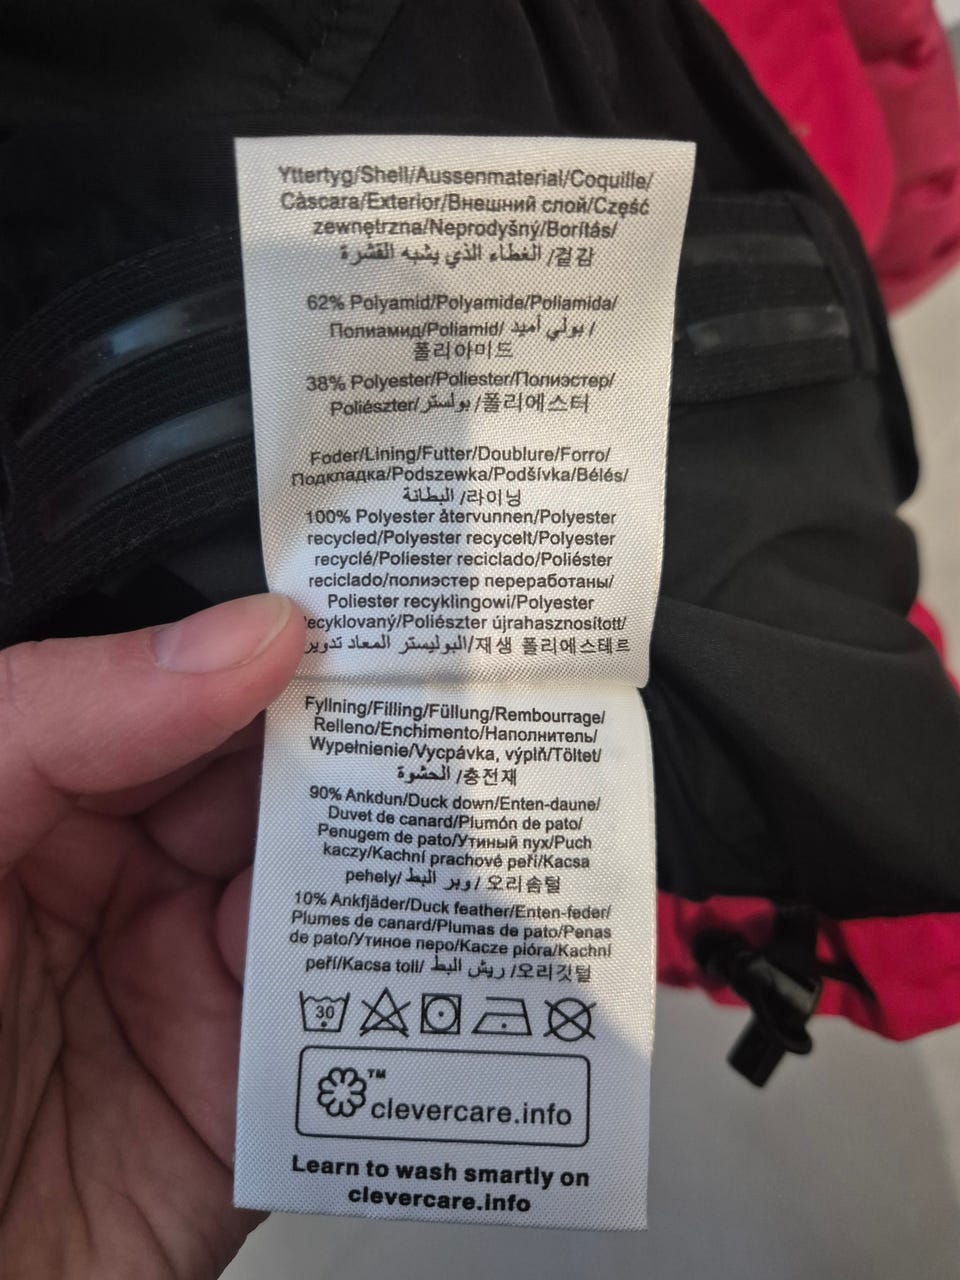 Yttertyg/Shell/Aussenmaterial/Coquille/
Càscara/Exterior/Внешний слой/Część
zewnętrzna/Neprodyšný/Borítás/
الغطاء الذي يشبه القشرة /겉감
62% Polyamid/Polyamide/Poliamida/
Полиамид/Poliamid/ بولي أميد /
폴리아미드
38% Polyester/Poliester/Полиэстер/
Poliészter/ بولستر /폴리에스터
Foder/Lining/Futter/Doublure/Forro/
Подкладка/Podszewka/Podšívka/Bélés/
البطانة /라이닝
100% Polyester återvunnen/Polyester
recycled/Polyester recycelt/Polyester
recyclé/Poliester reciclado/Poliéster
reciclado/полиэстер переработаны/
Poliester recyklingowi/Polyester
recyklovaný/Poliészter újrahasznosított/
البوليستر المعاد تدوير/재생 폴리에스테르
Fyllning/Filling/Füllung/Rembourrage/
Relleno/Enchimento/Наполнитель/
Wypełnienie/Vycpávka, výplň/Töltet/
الحشوة /충전재
90% Ankdun/Duck down/Enten-daune/
Duvet de canard/Plumón de pato/
Penugem de pato/Утиный пух/Puch
kaczy/Kachní prachové peří/Kacsa
pehely/ وبر البط /오리솜털
10% Ankfjäder/Duck feather/Enten-feder/
Plumes de canard/Plumas de pato/Penas
de pato/Утиное перо/Kacze pióra/Kachní
peří/Kacsa toll/ ريش البط /오리깃털
30
™
clevercare.info
Learn to wash smartly on
clevercare.info